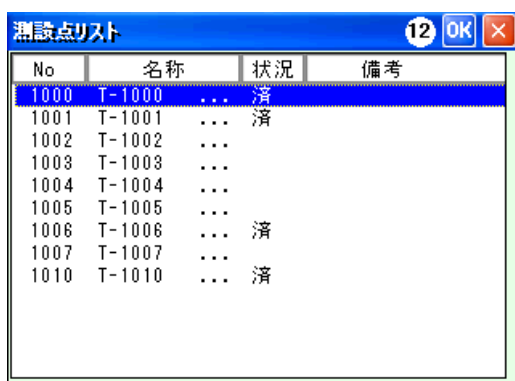 測設点リスト 12 OK ×
No 名称 状況 備考
1000 T-1000 ... 済
1001 T-1001 ... 済
1002 T-1002 ...
1003 T-1003 ...
1004 T-1004 ...
1005 T-1005 ...
1006 T-1006 ... 済
1007 T-1007 ...
1010 T-1010 ... 済